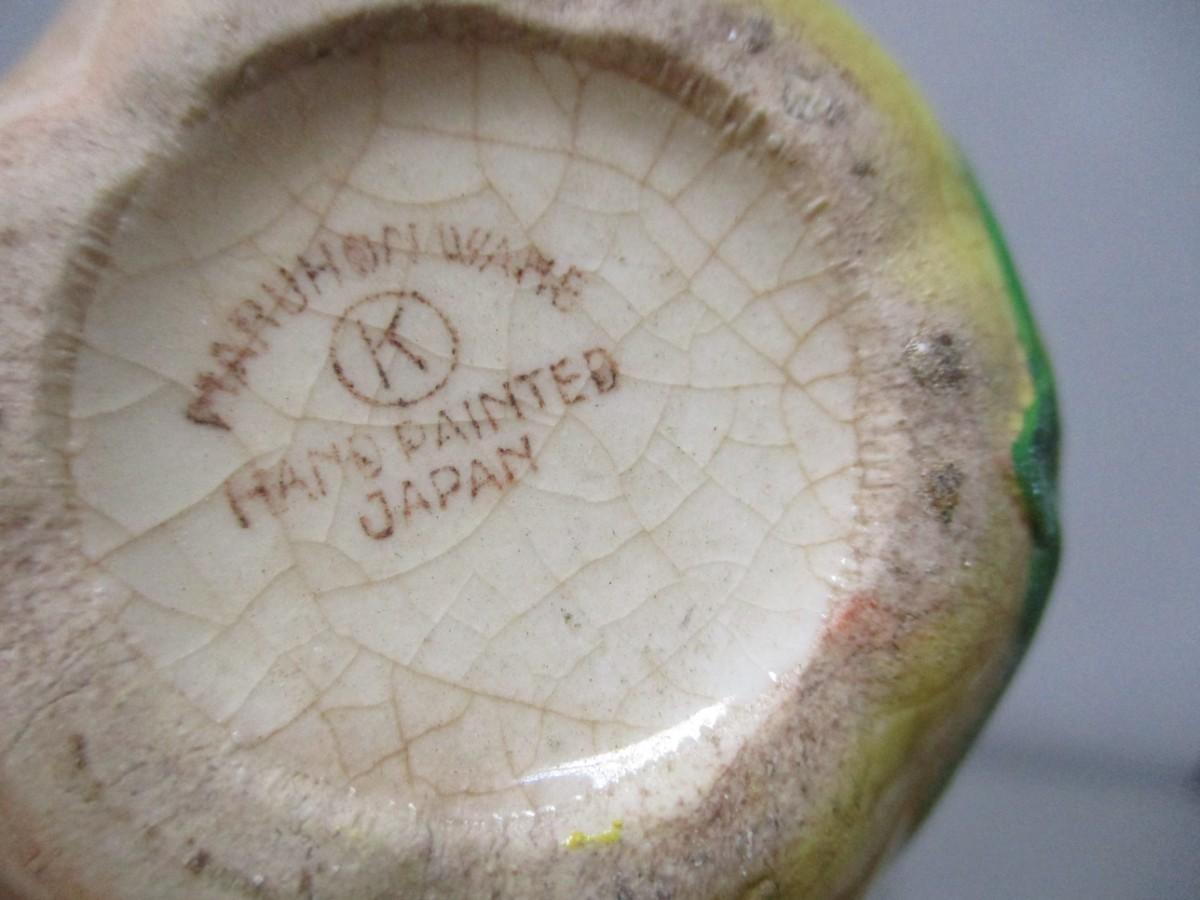 MARUHON WARE
K
HAND PAINTED
JAPAN